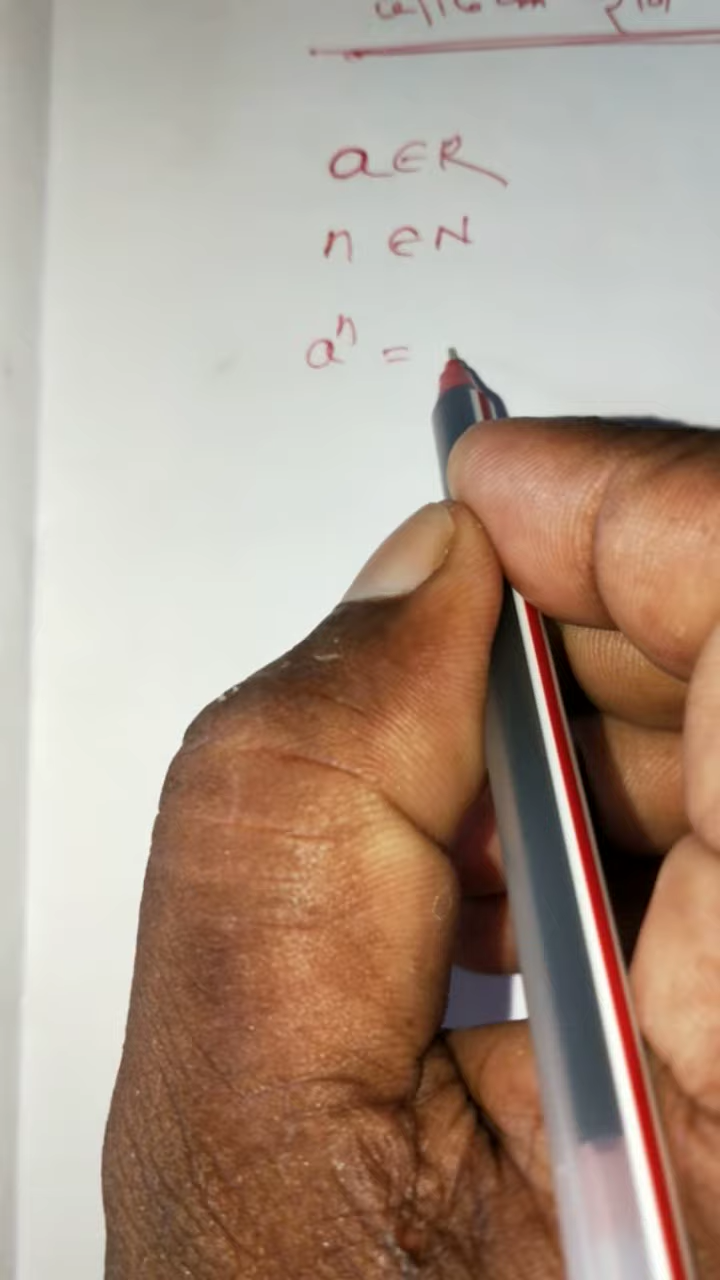 a ∈ R
n ∈ N
aⁿ =